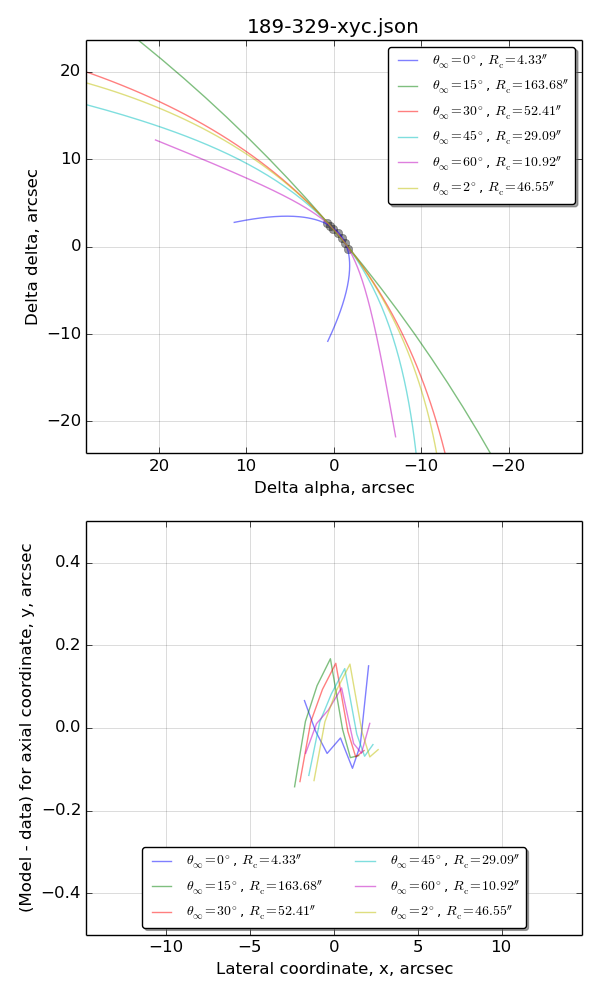 189-329-xyc.json
Delta delta, arcsec
20
10
0
−10
−20
θ∞=0°, Rc=4.33″
θ∞=15°, Rc=163.68″
θ∞=30°, Rc=52.41″
θ∞=45°, Rc=29.09″
θ∞=60°, Rc=10.92″
θ∞=2°, Rc=46.55″
20 10 0 −10 −20
Delta alpha, arcsec
(Model - data) for axial coordinate, y, arcsec
0.4
0.2
0.0
−0.2
−0.4
θ∞=0°, Rc=4.33″ θ∞=45°, Rc=29.09″
θ∞=15°, Rc=163.68″ θ∞=60°, Rc=10.92″
θ∞=30°, Rc=52.41″ θ∞=2°, Rc=46.55″
−10 −5 0 5 10
Lateral coordinate, x, arcsec